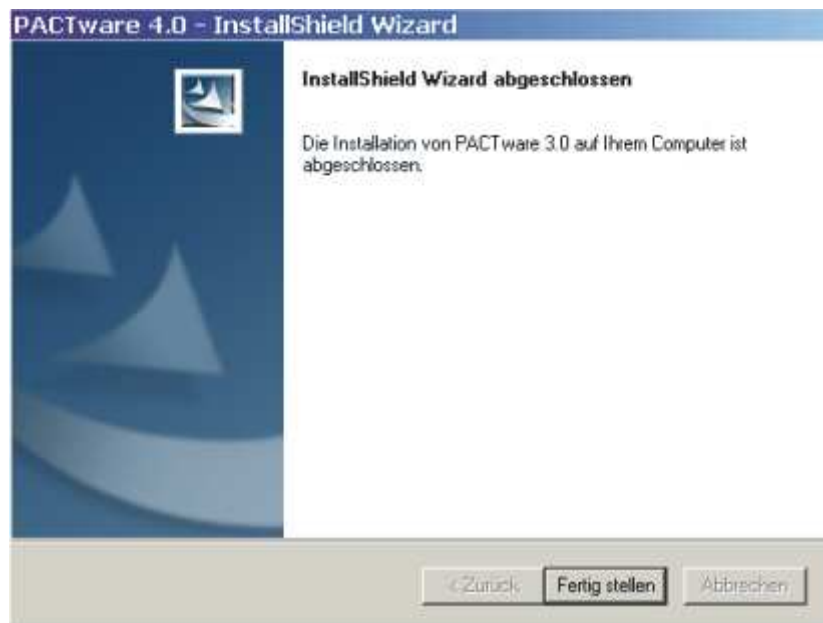 PACTware 4.0 - InstallShield Wizard
InstallShield Wizard abgeschlossen
Die Installation von PACTware 3.0 auf Ihrem Computer ist
abgeschlossen.
< Zurück
Fertig stellen
Abbrechen